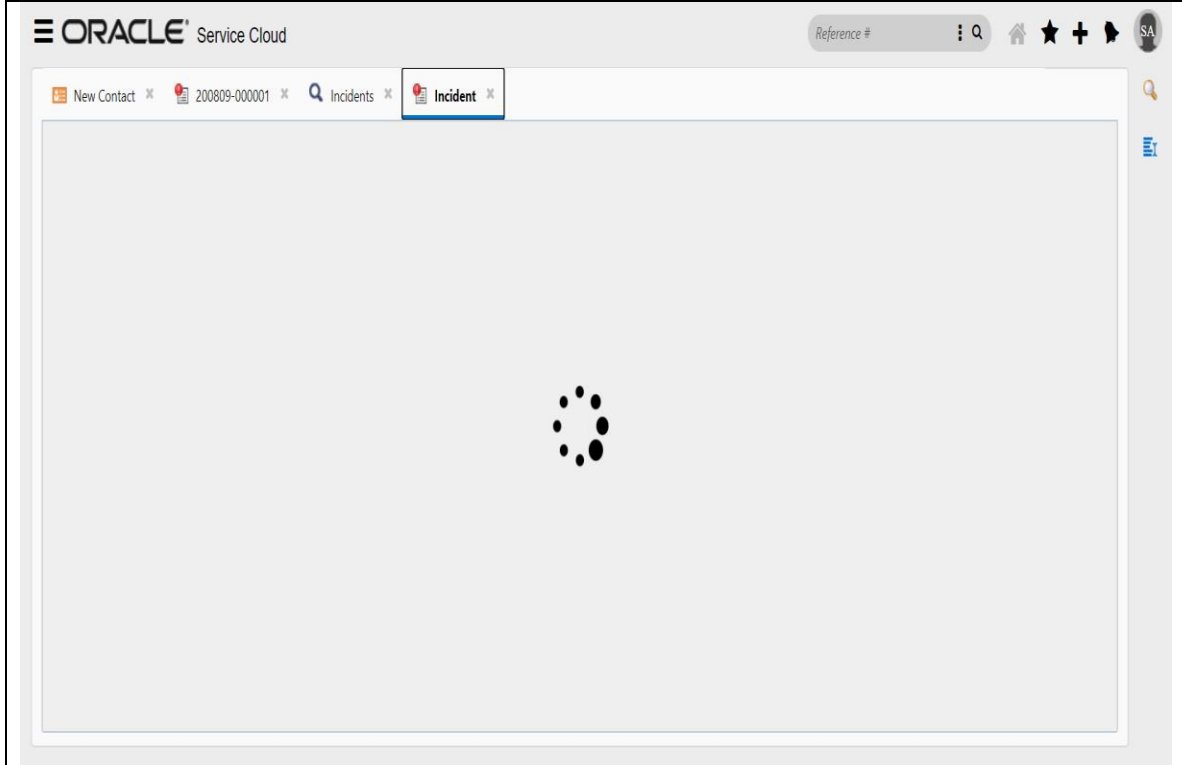 ORACLE Service Cloud
Reference #
SA
New Contact
200809-000001
Incidents
Incident